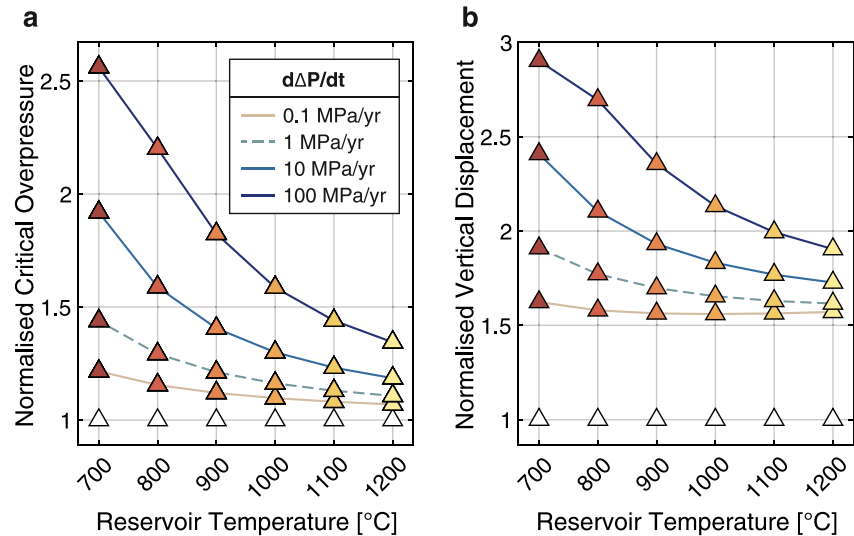 a
Normalised Critical Overpressure
2.5
2
1.5
1
dΔP/dt
0.1 MPa/yr
1 MPa/yr
10 MPa/yr
100 MPa/yr
700
800
900
1000
1100
1200
Reservoir Temperature [°C]
b
Normalised Vertical Displacement
3
2.5
2
1.5
1
700
800
900
1000
1100
1200
Reservoir Temperature [°C]